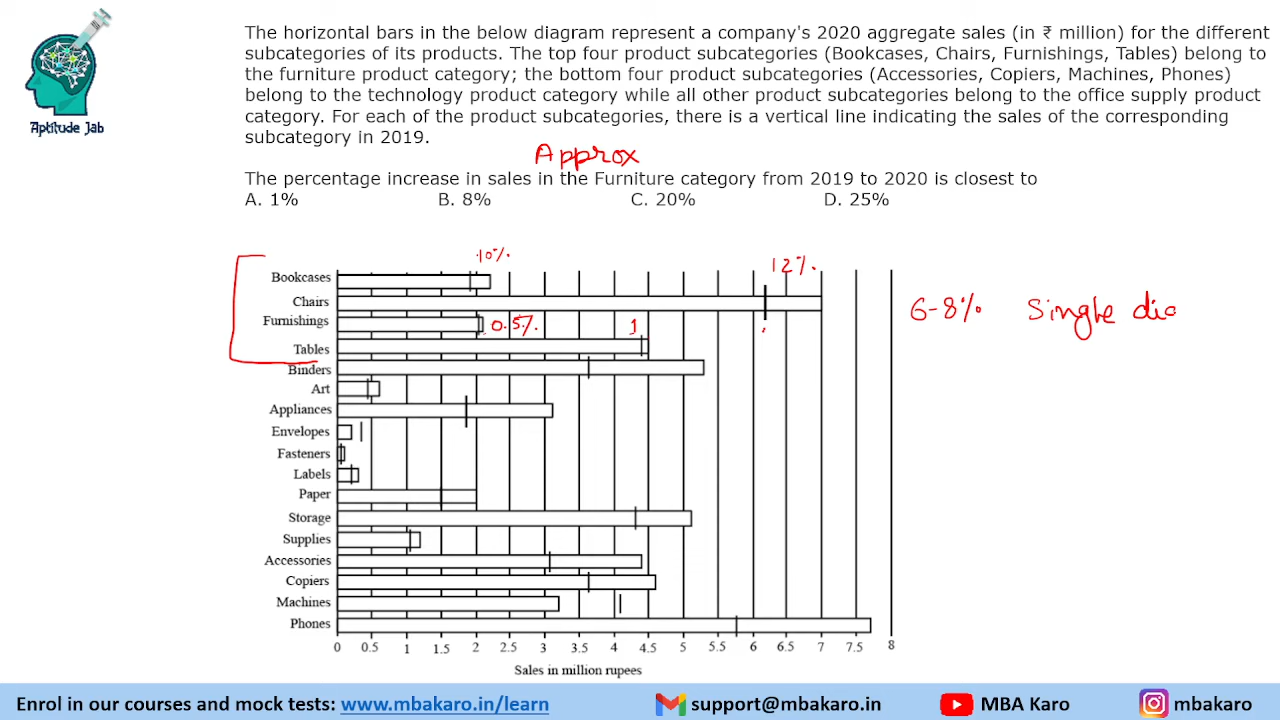 The horizontal bars in the below diagram represent a company's 2020 aggregate sales (in ₹ million) for the different
subcategories of its products. The top four product subcategories (Bookcases, Chairs, Furnishings, Tables) belong to
the furniture product category; the bottom four product subcategories (Accessories, Copiers, Machines, Phones)
belong to the technology product category while all other product subcategories belong to the office supply product
category. For each of the product subcategories, there is a vertical line indicating the sales of the corresponding
subcategory in 2019.
Aptitude Jab
Approx
The percentage increase in sales in the Furniture category from 2019 to 2020 is closest to
A. 1% B. 8% C. 20% D. 25%
10%
12%
Bookcases
Chairs
6-8% Single dic
Furnishings
0.5% 1
Tables
Binders
Art
Appliances
Envelopes
Fasteners
Labels
Paper
Storage
Supplies
Accessories
Copiers
Machines
Phones
0 0.5 1 1.5 2 2.5 3 3.5 4 4.5 5 5.5 6 6.5 7 7.5 8
Sales in million rupees
Enrol in our courses and mock tests: www.mbakaro.in/learn support@mbakaro.in MBA Karo mbakaro